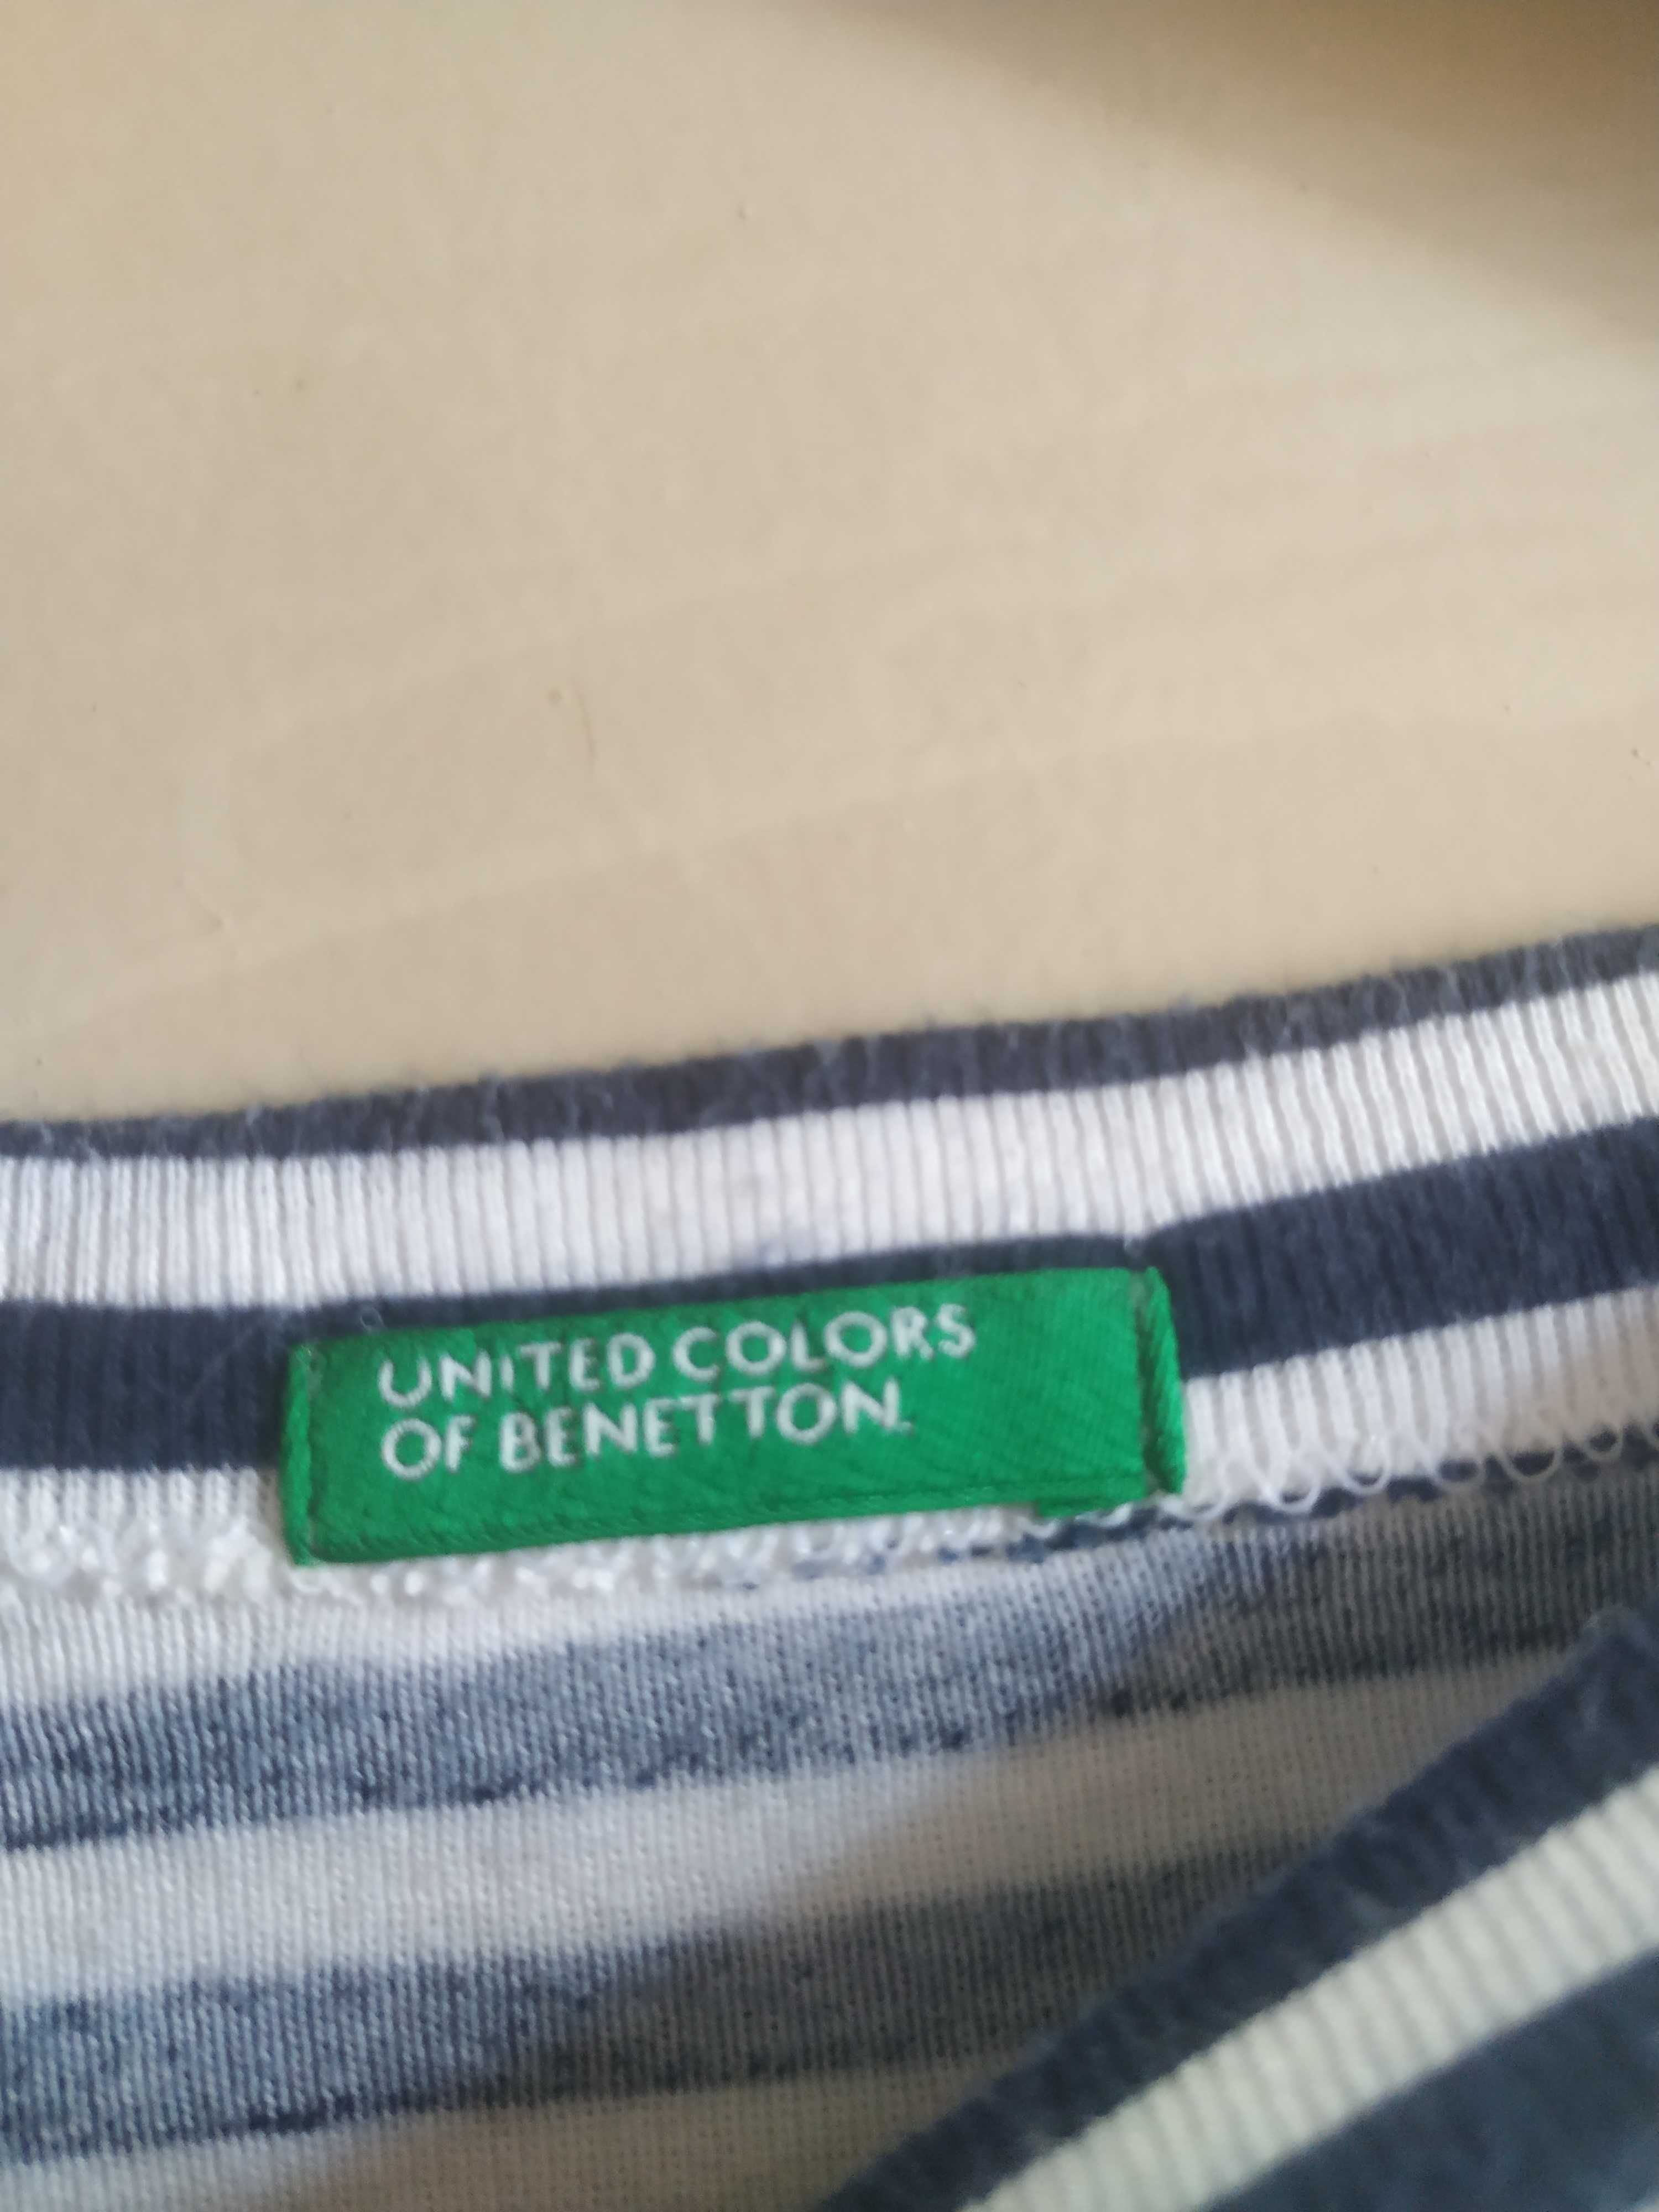 UNITED COLORS
OF BENETTON.